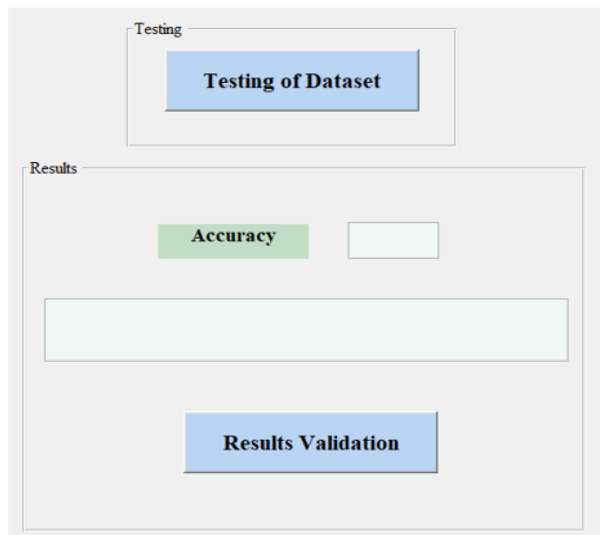 Testing
Testing of Dataset
Results
Accuracy
Results Validation